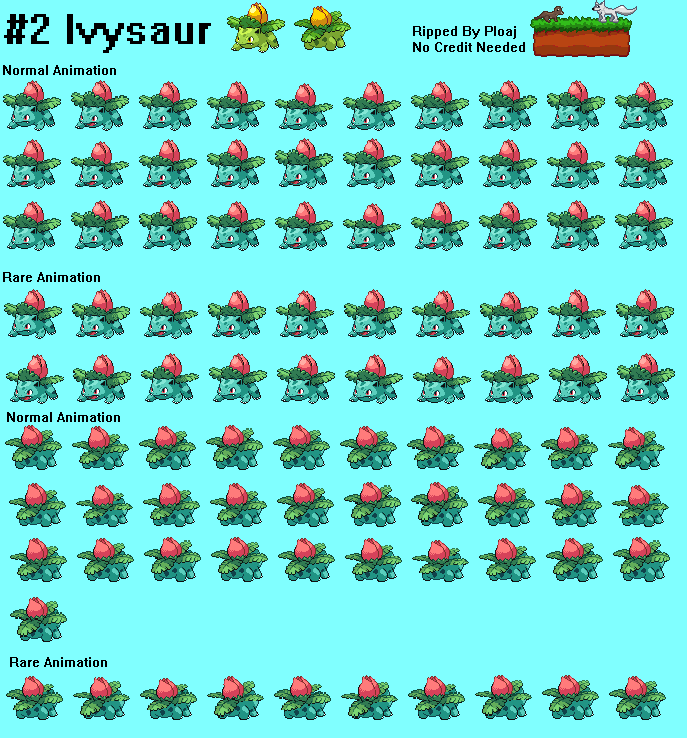 #2 Ivysaur
Ripped By Ploaj
No Credit Needed
Normal Animation
Rare Animation
Normal Animation
Rare Animation